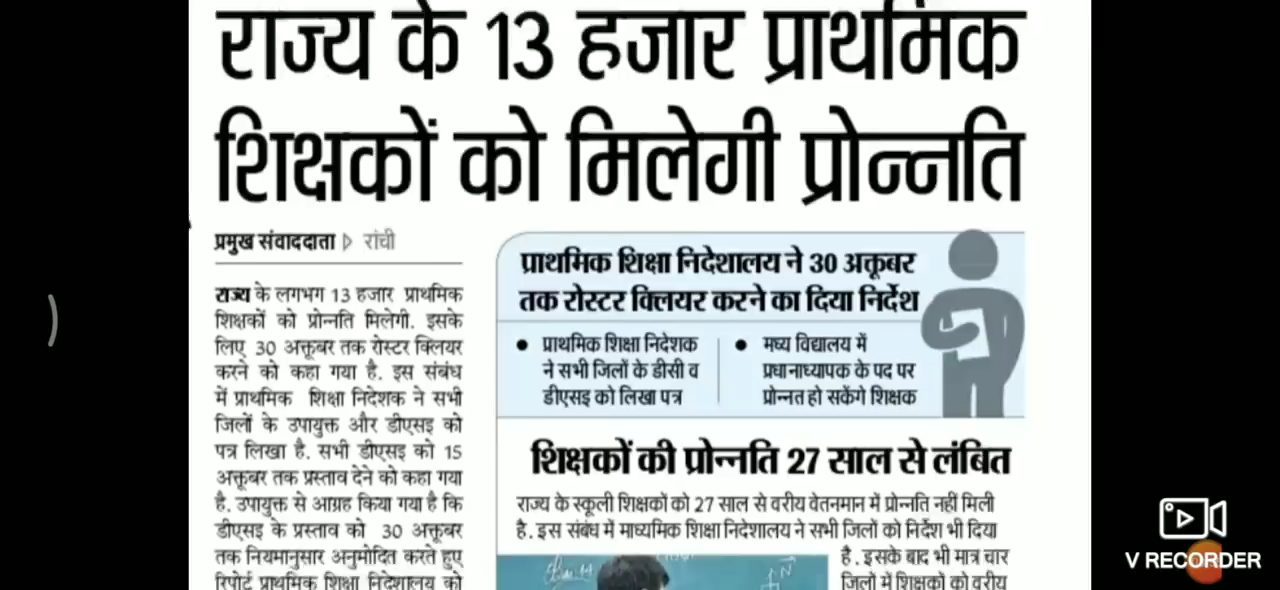 राज्य के 13 हजार प्राथमिक
शिक्षकों को मिलेगी प्रोन्नति
प्रमुख संवाददाता ▷ रांची
राज्य के लगभग 13 हजार प्राथमिक
शिक्षकों को प्रोन्नति मिलेगी. इसके
लिए 30 अक्तूबर तक रोस्टर क्लियर
करने को कहा गया है. इस संबंध
में प्राथमिक शिक्षा निदेशक ने सभी
जिलों के उपायुक्त और डीएसइ को
पत्र लिखा है. सभी डीएसइ को 15
अक्तूबर तक प्रस्ताव देने को कहा गया
है. उपायुक्त से आग्रह किया गया है कि
डीएसइ के प्रस्ताव को 30 अक्तूबर
तक नियमानुसार अनुमोदित करते हुए
रिपोर्ट प्राथमिक शिक्षा निदेशालय को
प्राथमिक शिक्षा निदेशालय ने 30 अक्तूबर
तक रोस्टर क्लियर करने का दिया निर्देश
● प्राथमिक शिक्षा निदेशक
ने सभी जिलों के डीसी व
डीएसइ को लिखा पत्र
● मध्य विद्यालय में
प्रधानाध्यापक के पद पर
प्रोन्नत हो सकेंगे शिक्षक
शिक्षकों की प्रोन्नति 27 साल से लंबित
राज्य के स्कूली शिक्षकों को 27 साल से वरीय वेतनमान में प्रोन्नति नहीं मिली
है. इस संबंध में माध्यमिक शिक्षा निदेशालय ने सभी जिलों को निर्देश भी दिया
है. इसके बाद भी मात्र चार
जिलों में शिक्षकों को वरीय
V RECORDER